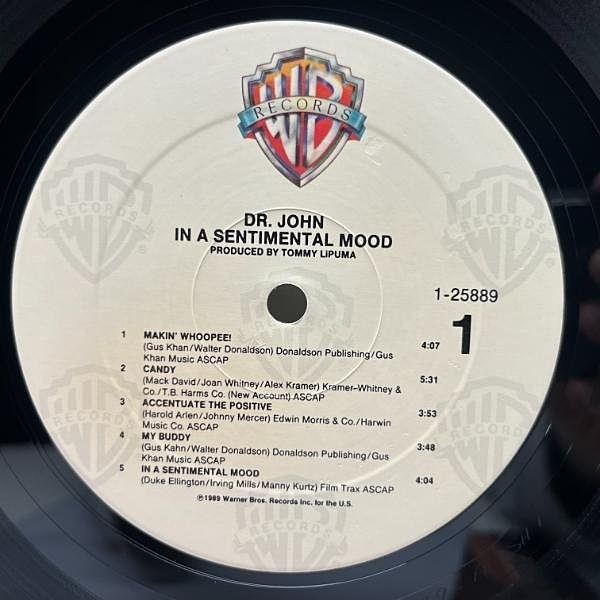 WB
RECORDS
DR. JOHN
IN A SENTIMENTAL MOOD
PRODUCED BY TOMMY LIPUMA
1-25889
1
1 MAKIN' WHOOPEE!
(Gus Khan/Walter Donaldson) Donaldson Publishing/Gus
Khan Music ASCAP 4:07
2 CANDY
(Mack David/Joan Whitney/Alex Kramer) Kramer-Whitney &
Co./T.B. Harms Co. (New Account) ASCAP 5:31
3 ACCENTUATE THE POSITIVE
(Harold Arlen/Johnny Mercer) Edwin Morris & Co./Harwin
Music Co. ASCAP 3:53
4 MY BUDDY
(Gus Kahn/Walter Donaldson) Donaldson Publishing/Gus
Khan Music ASCAP 3:48
5 IN A SENTIMENTAL MOOD
(Duke Ellington/Irving Mills/Manny Kurtz) Film Trax ASCAP 4:04
℗1989 Warner Bros. Records Inc. for the U.S.